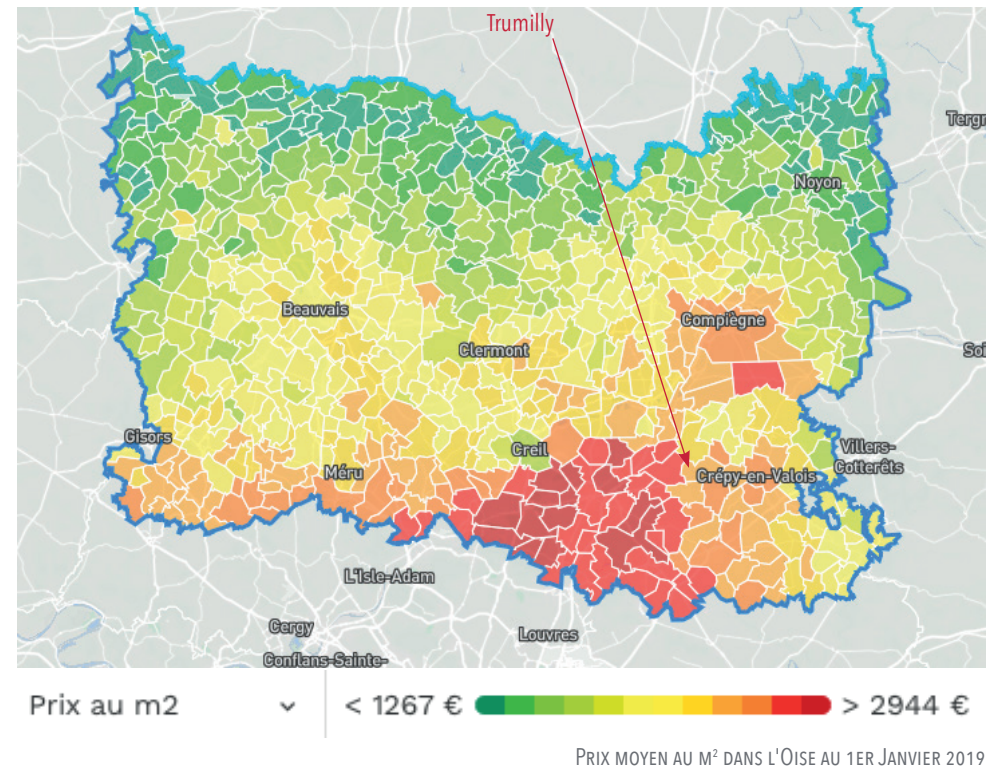 Trumilly
Tergn
Noyon
Compiègne
Beauvais
Clermont
Soi
Gisors
Creil
Villers-
Cotterêts
Méru
Crépy-en-Valois
L'Isle-Adam
Cergy
Louvres
Conflans-Sainte-
Prix au m2
< 1267 €
> 2944 €
Prix moyen au m² dans l'Oise au 1er Janvier 2019